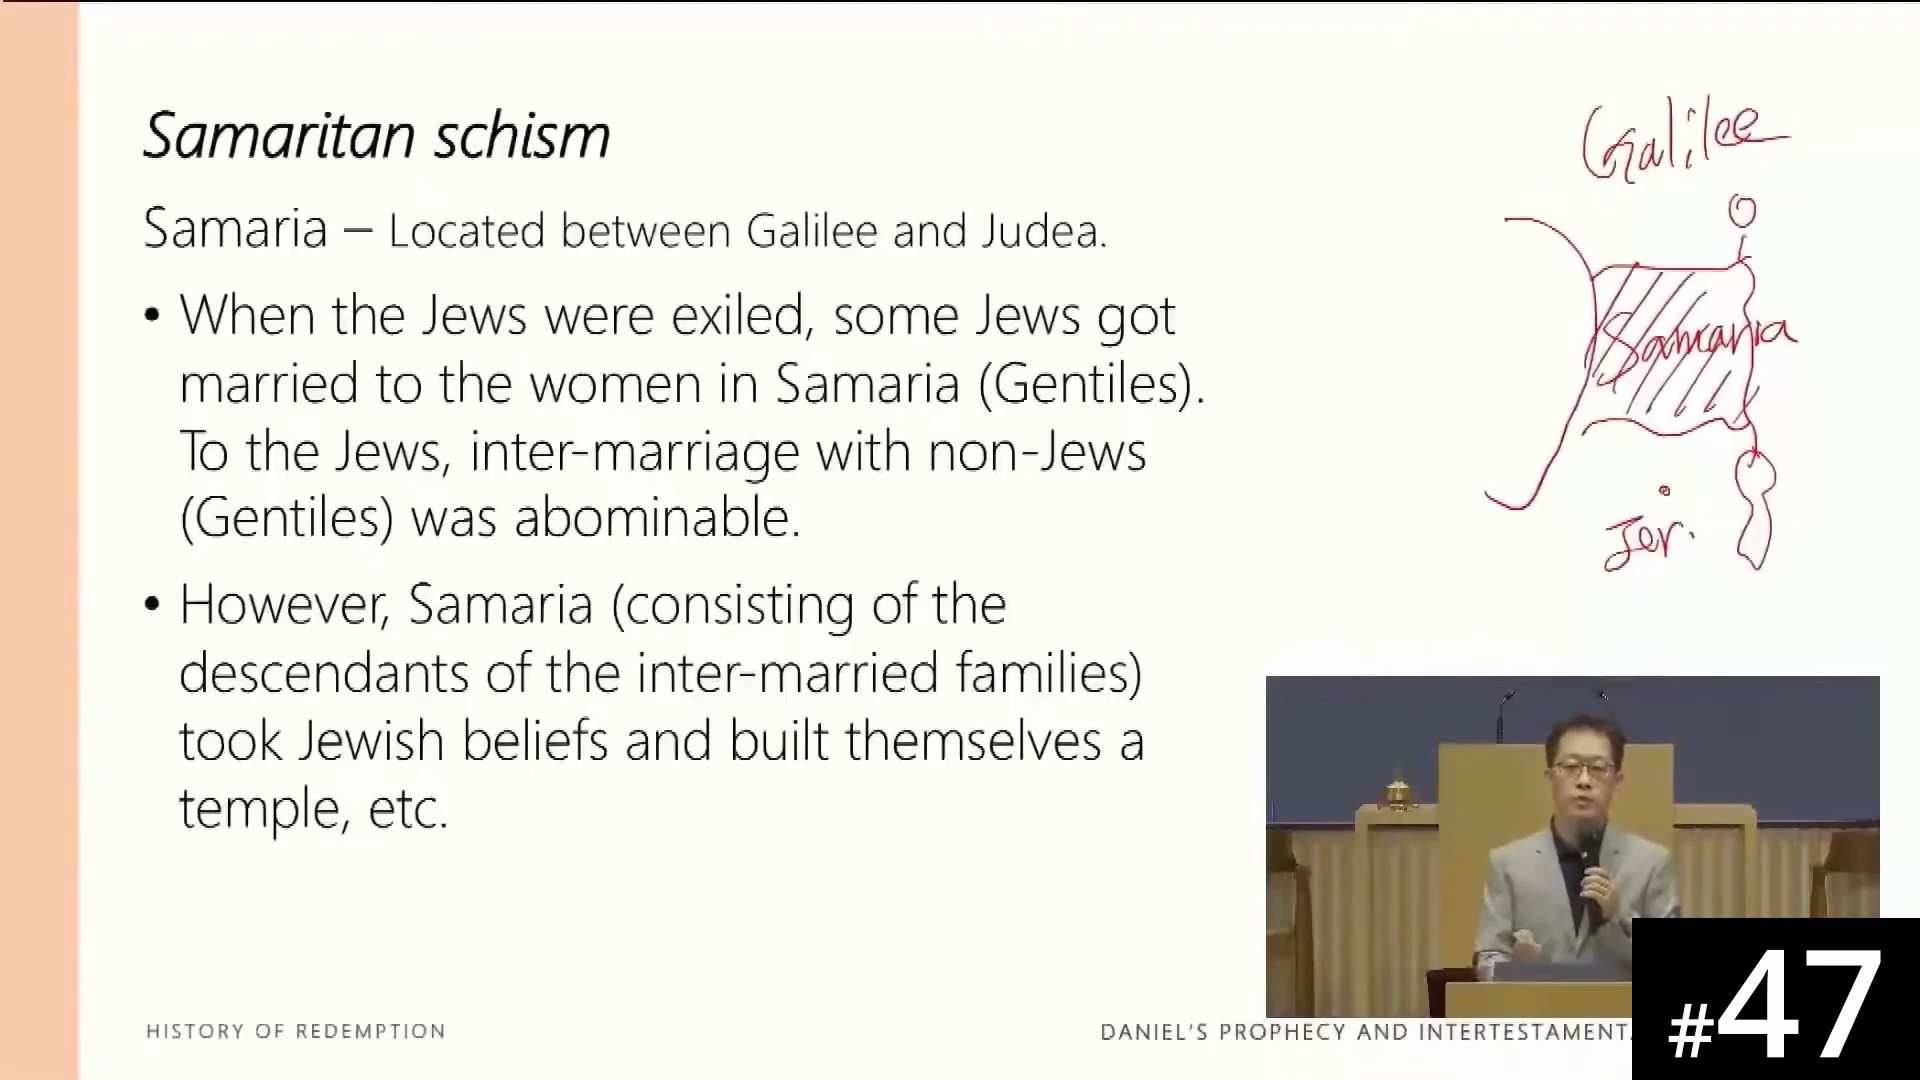 Samaritan schism
Samaria – Located between Galilee and Judea.
• When the Jews were exiled, some Jews got
married to the women in Samaria (Gentiles).
To the Jews, inter-marriage with non-Jews
(Gentiles) was abominable.
• However, Samaria (consisting of the
descendants of the inter-married families)
took Jewish beliefs and built themselves a
temple, etc.
Galilee
Samaria
Jer.
HISTORY OF REDEMPTION
DANIEL'S PROPHECY AND INTERTESTAMENT
#47